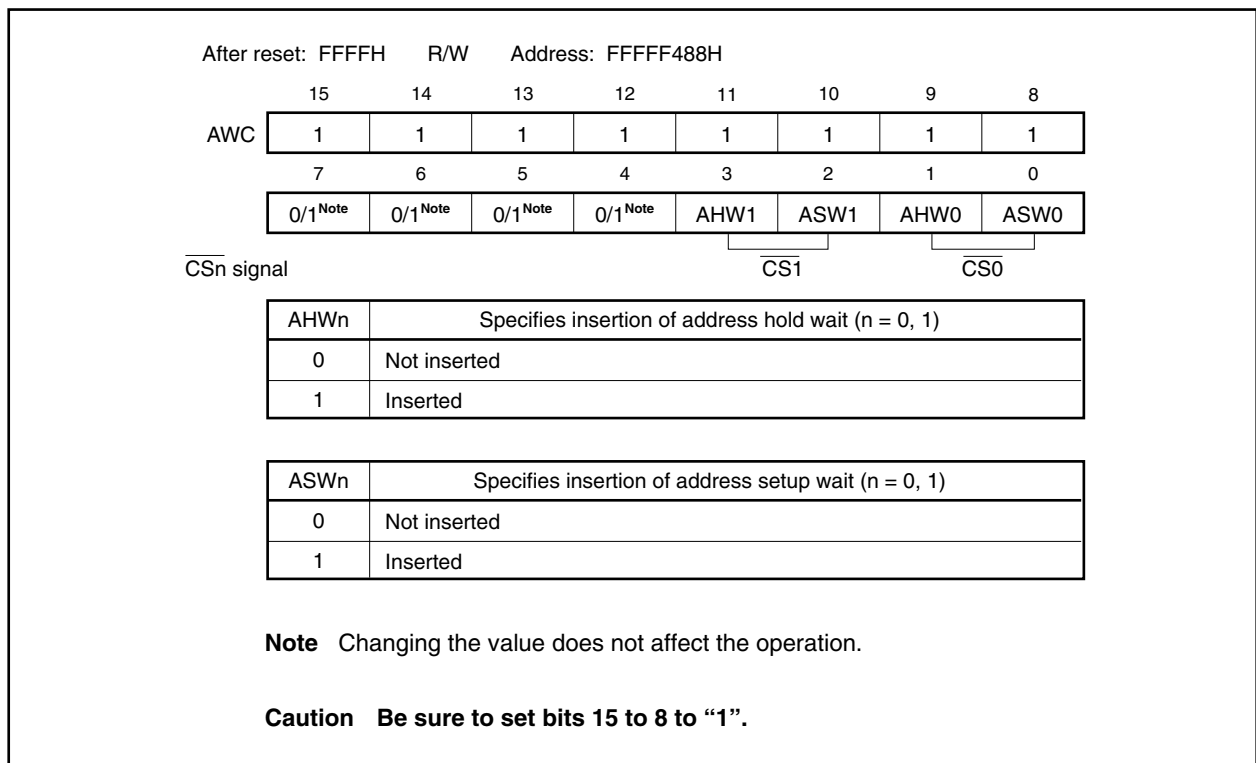 After reset: FFFFH R/W Address: FFFFF488H
15 14 13 12 11 10 9 8
AWC 1 1 1 1 1 1 1 1
7 6 5 4 3 2 1 0
0/1Note 0/1Note 0/1Note 0/1Note AHW1 ASW1 AHW0 ASW0
C̅S̅n̅ signal C̅S̅1̅ C̅S̅0̅
AHWn Specifies insertion of address hold wait (n = 0, 1)
0 Not inserted
1 Inserted
ASWn Specifies insertion of address setup wait (n = 0, 1)
0 Not inserted
1 Inserted
Note Changing the value does not affect the operation.
Caution Be sure to set bits 15 to 8 to “1”.